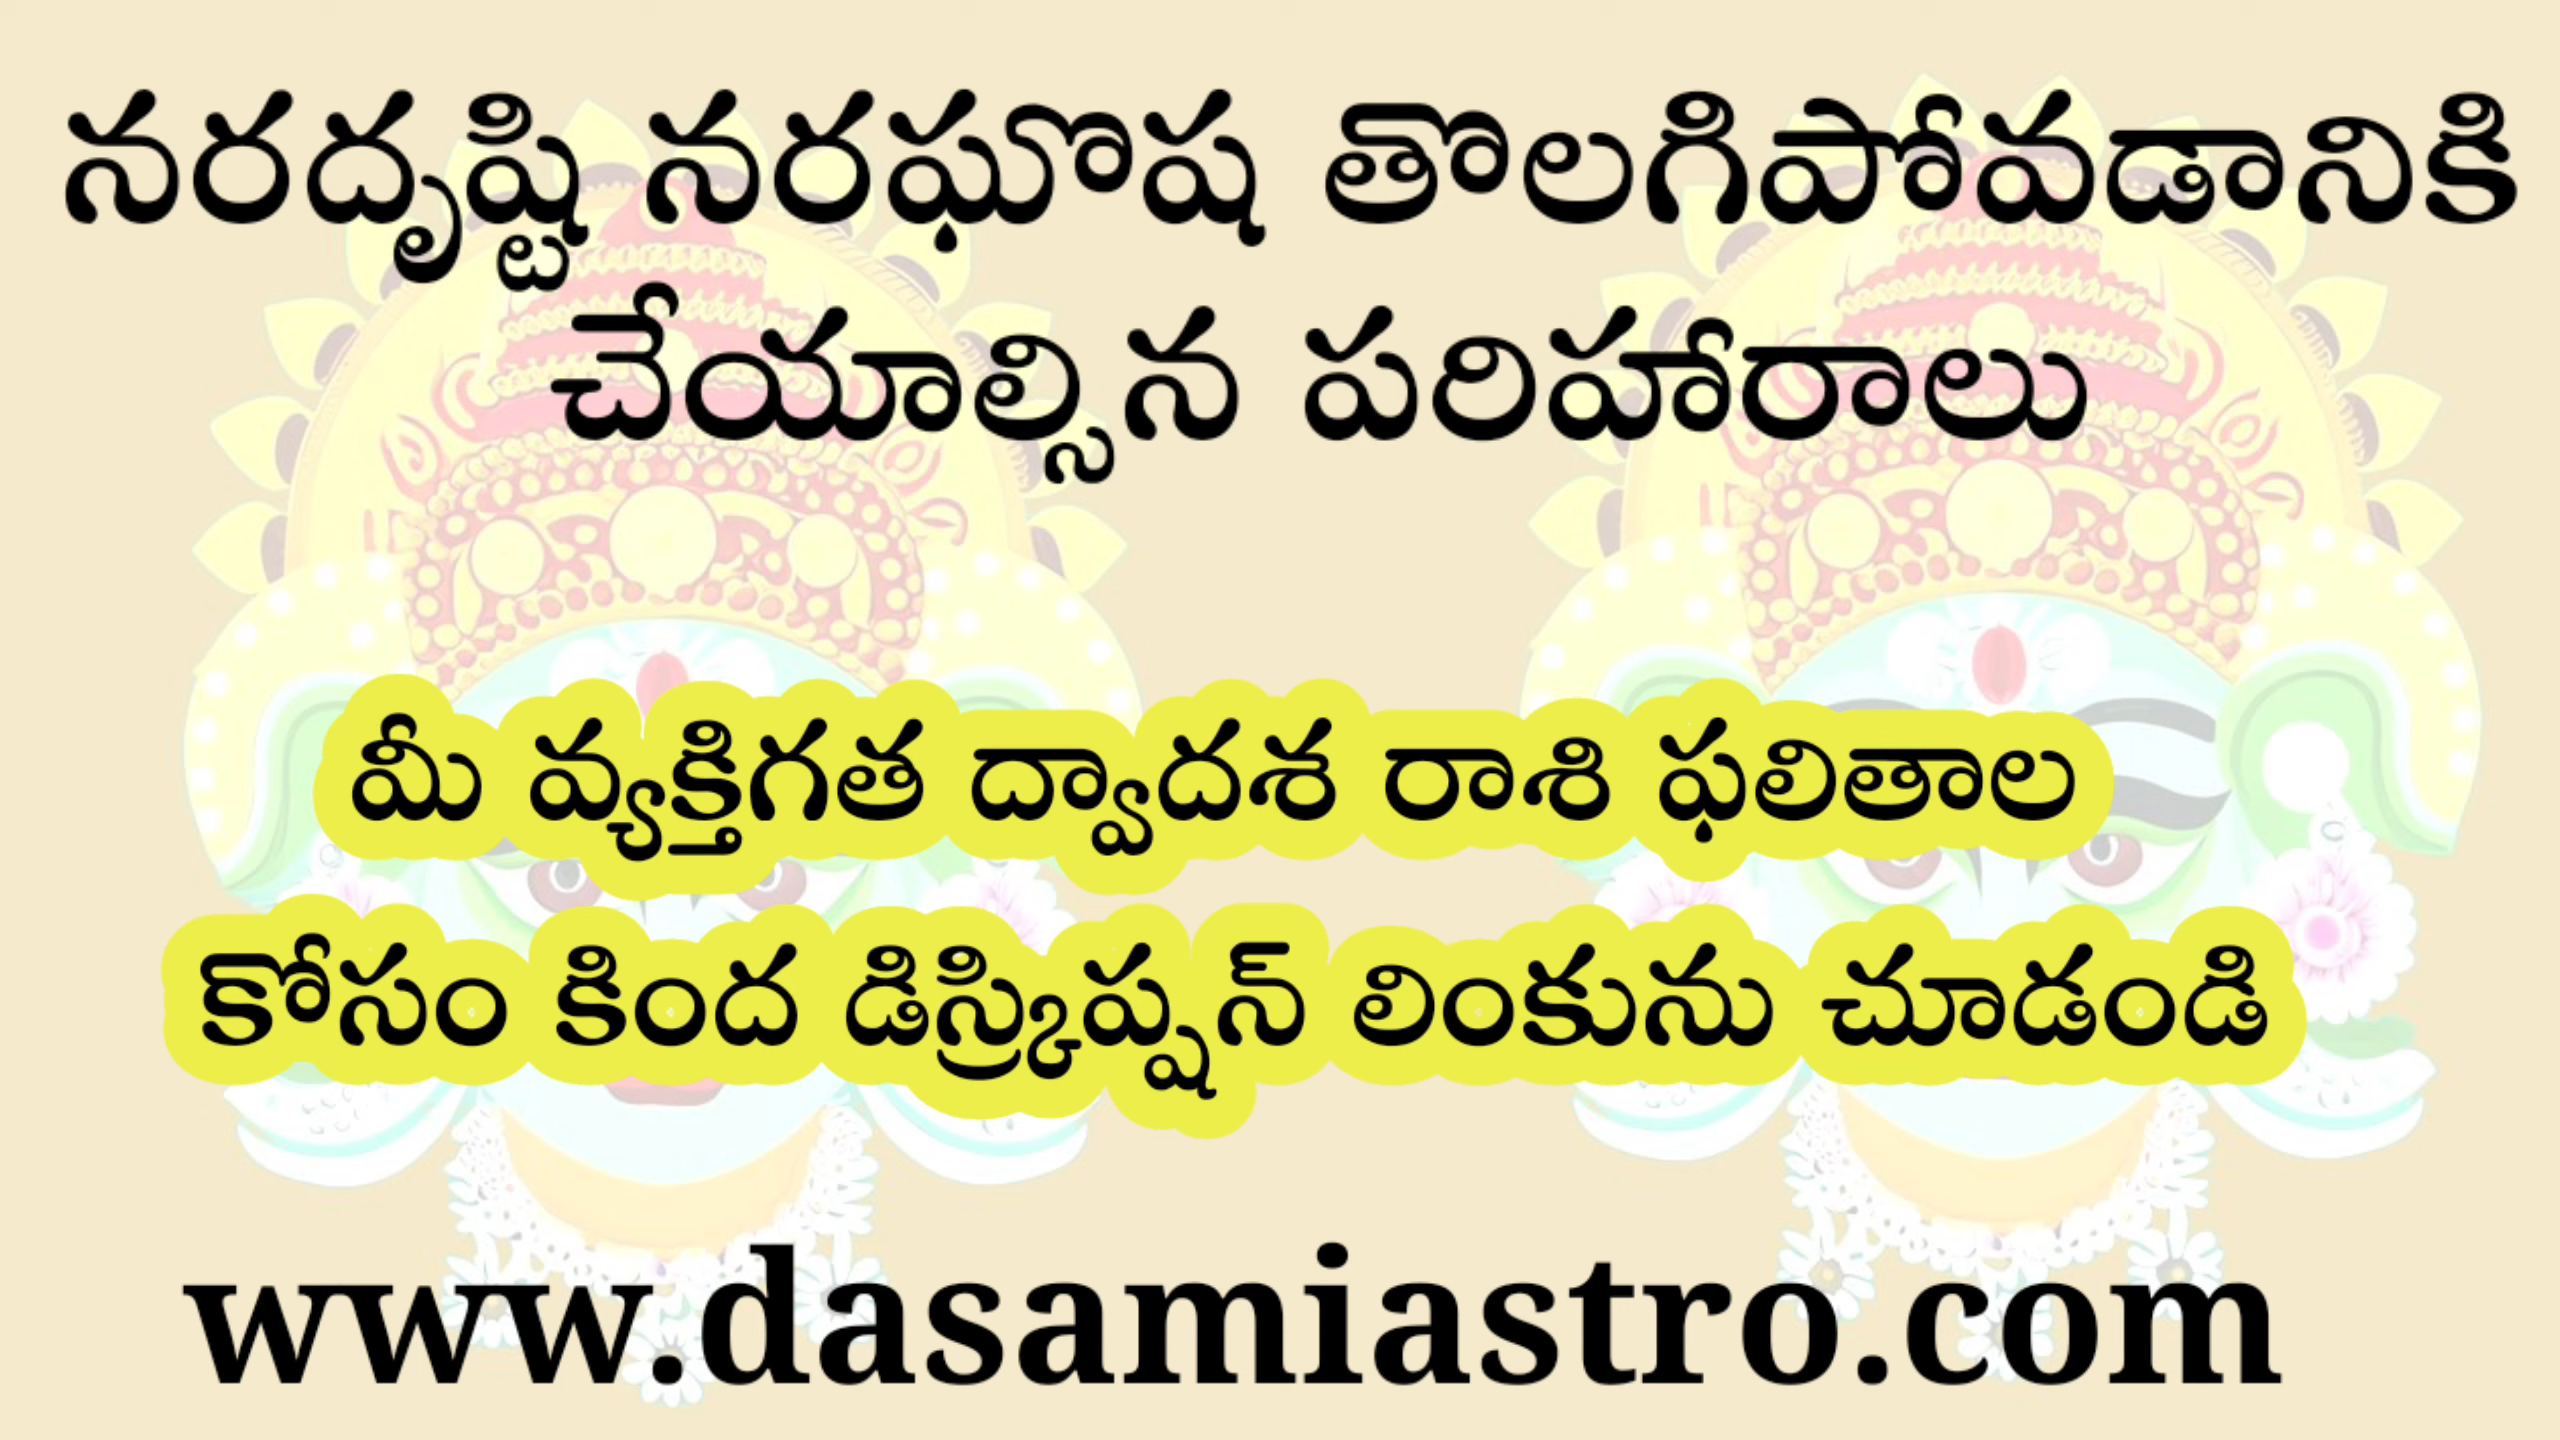 నరదృష్టి నరఘొష తొలగిపోవడానికి
చేయాల్సిన పరిహారాలు
మీ వ్యక్తిగత ద్వాదశ రాశి ఫలితాల
కోసం కింద డిస్క్రిప్షన్ లింకును చూడండి
www.dasamiastro.com